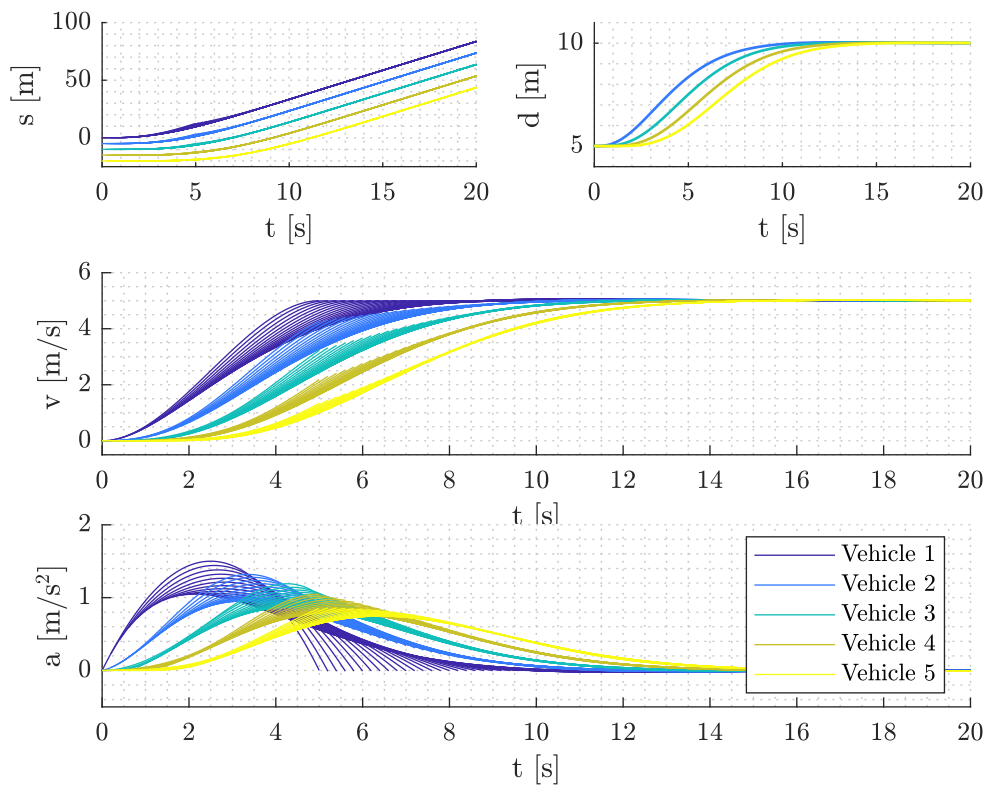 100
50
0
s [m]
0 5 10 15 20
t [s]
10
5
d [m]
0 5 10 15 20
t [s]
6
4
2
0
v [m/s]
0 2 4 6 8 10 12 14 16 18 20
t [s]
2
1
0
a [m/s²]
Vehicle 1
Vehicle 2
Vehicle 3
Vehicle 4
Vehicle 5
0 2 4 6 8 10 12 14 16 18 20
t [s]